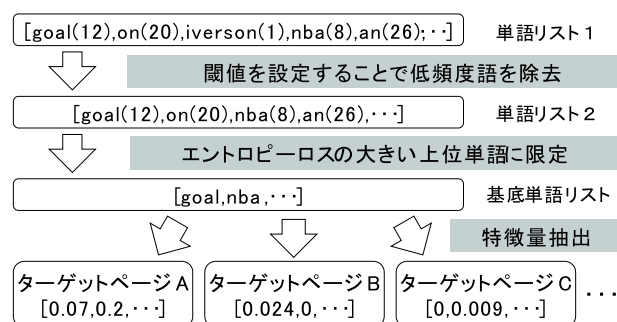 [goal(12),on(20),iverson(1),nba(8),an(26);･･] 単語リスト1
閾値を設定することで低頻度語を除去
[goal(12),on(20),nba(8),an(26),･･･] 単語リスト2
エントロピーロスの大きい上位単語に限定
[goal,nba,･･･] 基底単語リスト
特徴量抽出
ターゲットページA ターゲットページB ターゲットページC ･･･
[0.07,0.2,･･･] [0.024,0,･･･] [0,0.009,･･･]